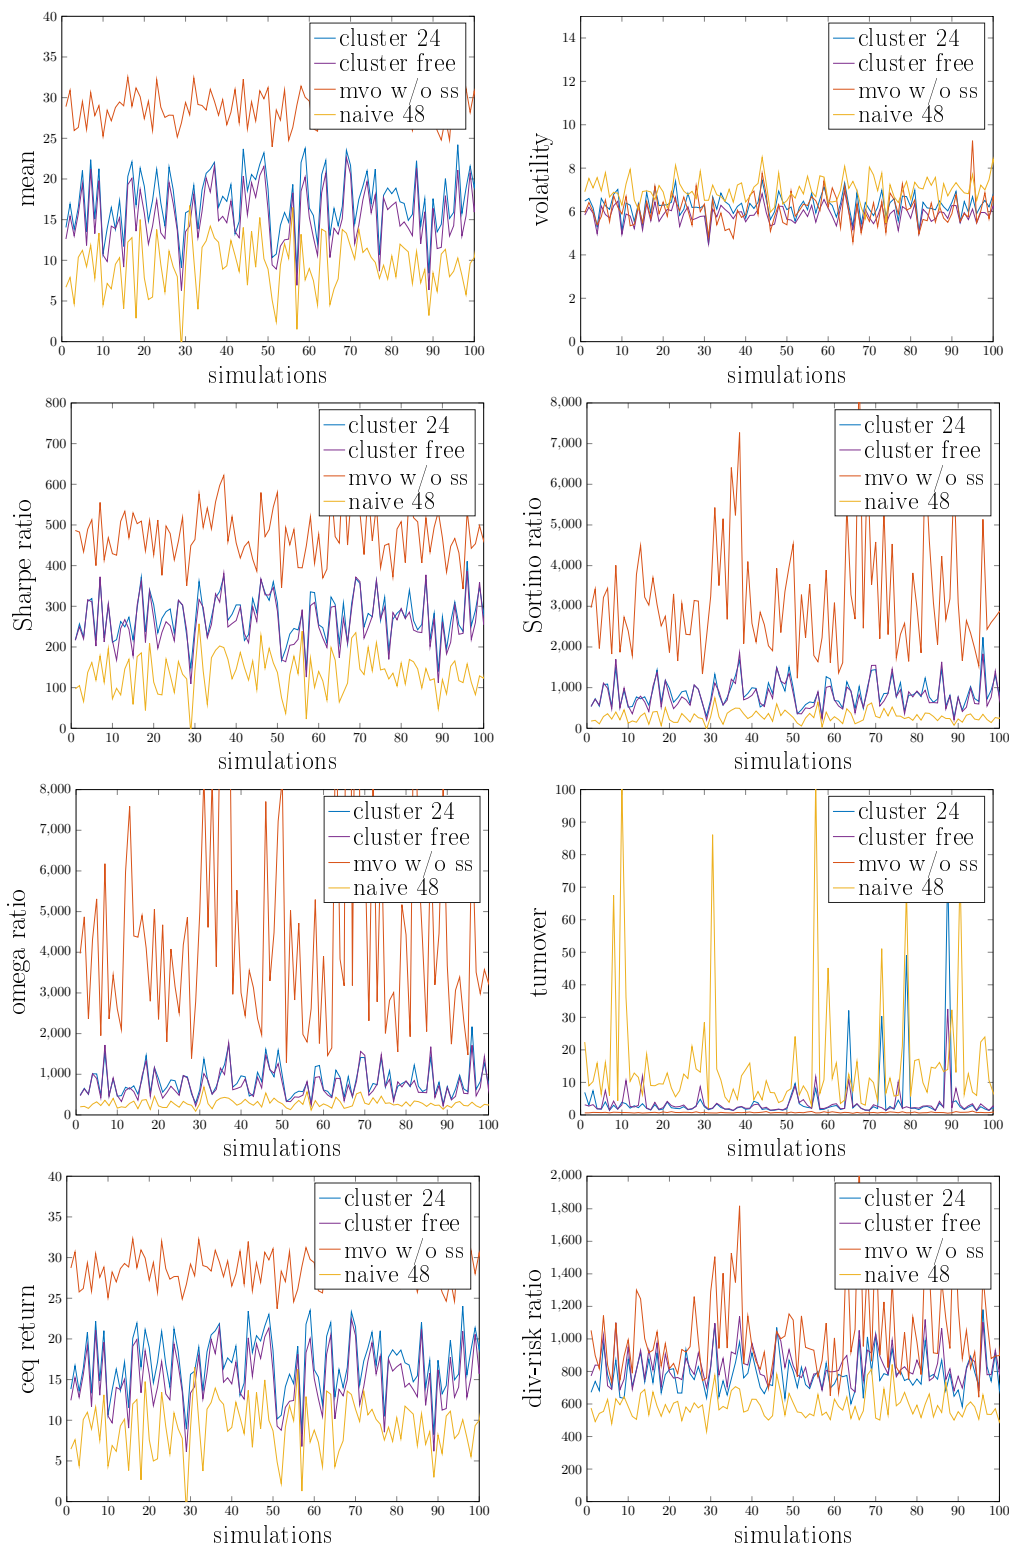 40
35
30
25
20
15
10
5
0
mean
cluster 24
cluster free
mvo w/o ss
naive 48
0 10 20 30 40 50 60 70 80 90 100
simulations
14
12
10
8
6
4
2
0
volatility
cluster 24
cluster free
mvo w/o ss
naive 48
0 10 20 30 40 50 60 70 80 90 100
simulations
800
700
600
500
400
300
200
100
0
Sharpe ratio
cluster 24
cluster free
mvo w/o ss
naive 48
0 10 20 30 40 50 60 70 80 90 100
simulations
8,000
7,000
6,000
5,000
4,000
3,000
2,000
1,000
0
Sortino ratio
cluster 24
cluster free
mvo w/o ss
naive 48
0 10 20 30 40 50 60 70 80 90 100
simulations
8,000
7,000
6,000
5,000
4,000
3,000
2,000
1,000
0
omega ratio
cluster 24
cluster free
mvo w/o ss
naive 48
0 10 20 30 40 50 60 70 80 90 100
simulations
100
90
80
70
60
50
40
30
20
10
0
turnover
cluster 24
cluster free
mvo w/o ss
naive 48
0 10 20 30 40 50 60 70 80 90 100
simulations
40
35
30
25
20
15
10
5
0
ceq return
cluster 24
cluster free
mvo w/o ss
naive 48
0 10 20 30 40 50 60 70 80 90 100
simulations
2,000
1,800
1,600
1,400
1,200
1,000
800
600
400
200
0
div-risk ratio
cluster 24
cluster free
mvo w/o ss
naive 48
0 10 20 30 40 50 60 70 80 90 100
simulations